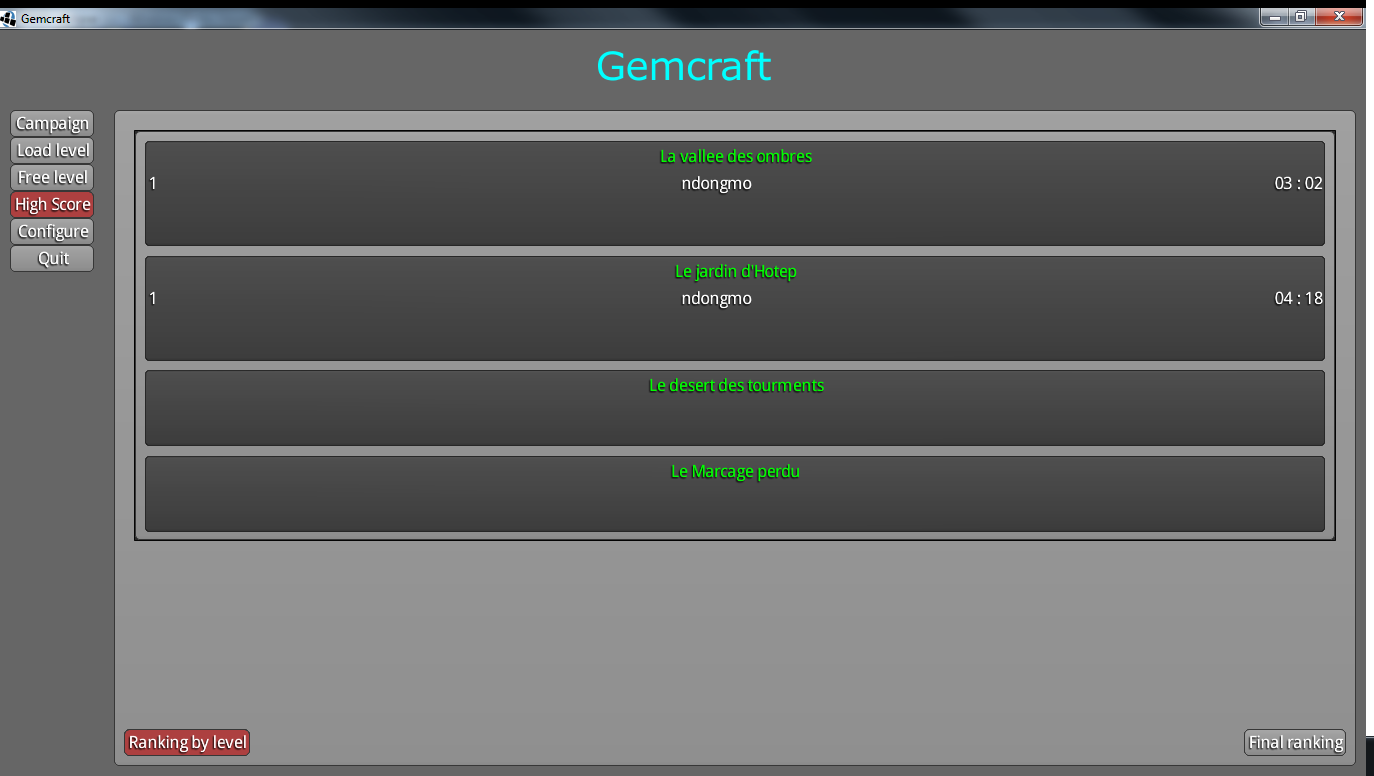 Gemcraft
Gemcraft
Campaign
Load level
Free level
High Score
Configure
Quit
La vallee des ombres
1 ndongmo 03 : 02
Le jardin d'Hotep
1 ndongmo 04 : 18
Le desert des tourments
Le Marcage perdu
Ranking by level
Final ranking